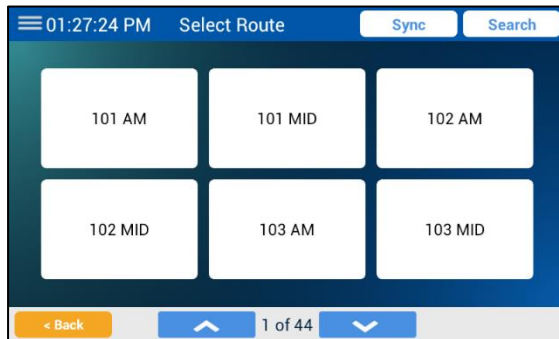 01:27:24 PM Select Route Sync Search
101 AM 101 MID 102 AM
102 MID 103 AM 103 MID
< Back 1 of 44